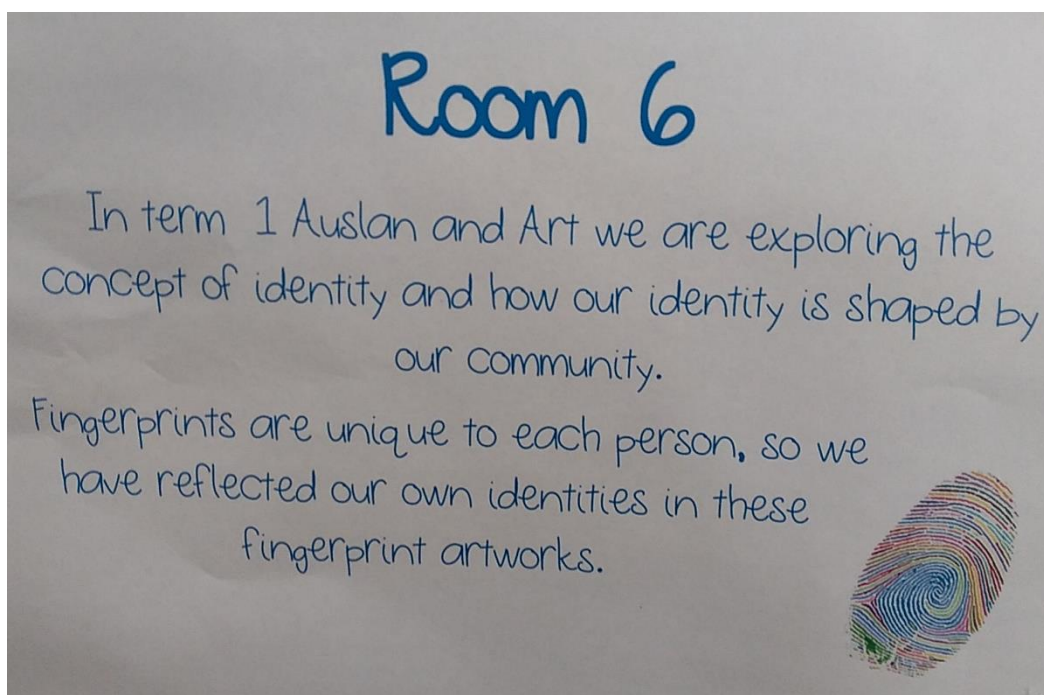 Room 6
In term 1 Auslan and Art we are exploring the
concept of identity and how our identity is shaped by
our community.
Fingerprints are unique to each person, so we
have reflected our own identities in these
fingerprint artworks.